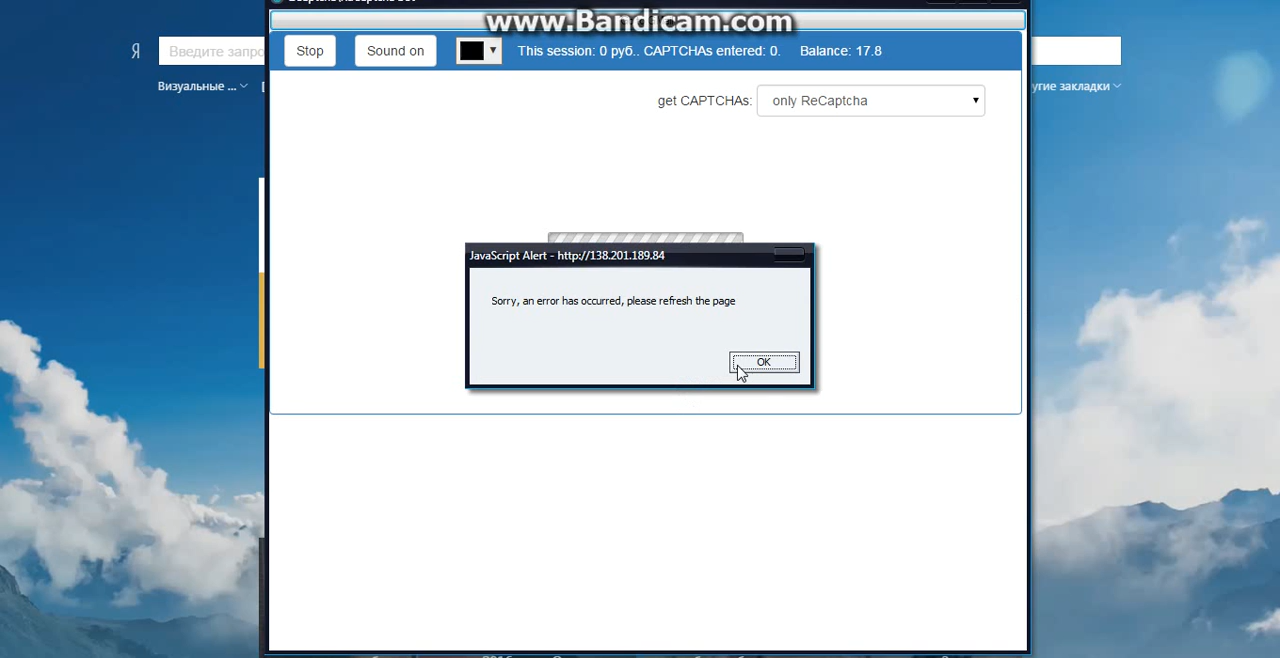 www.Bandicam.com
Я Введите запро
Stop Sound on This session: 0 руб.. CAPTCHAs entered: 0. Balance: 17.8
Визуальные ... угие закладки
get CAPTCHAs: only ReCaptcha
JavaScript Alert - http://138.201.189.84
Sorry, an error has occurred, please refresh the page
OK